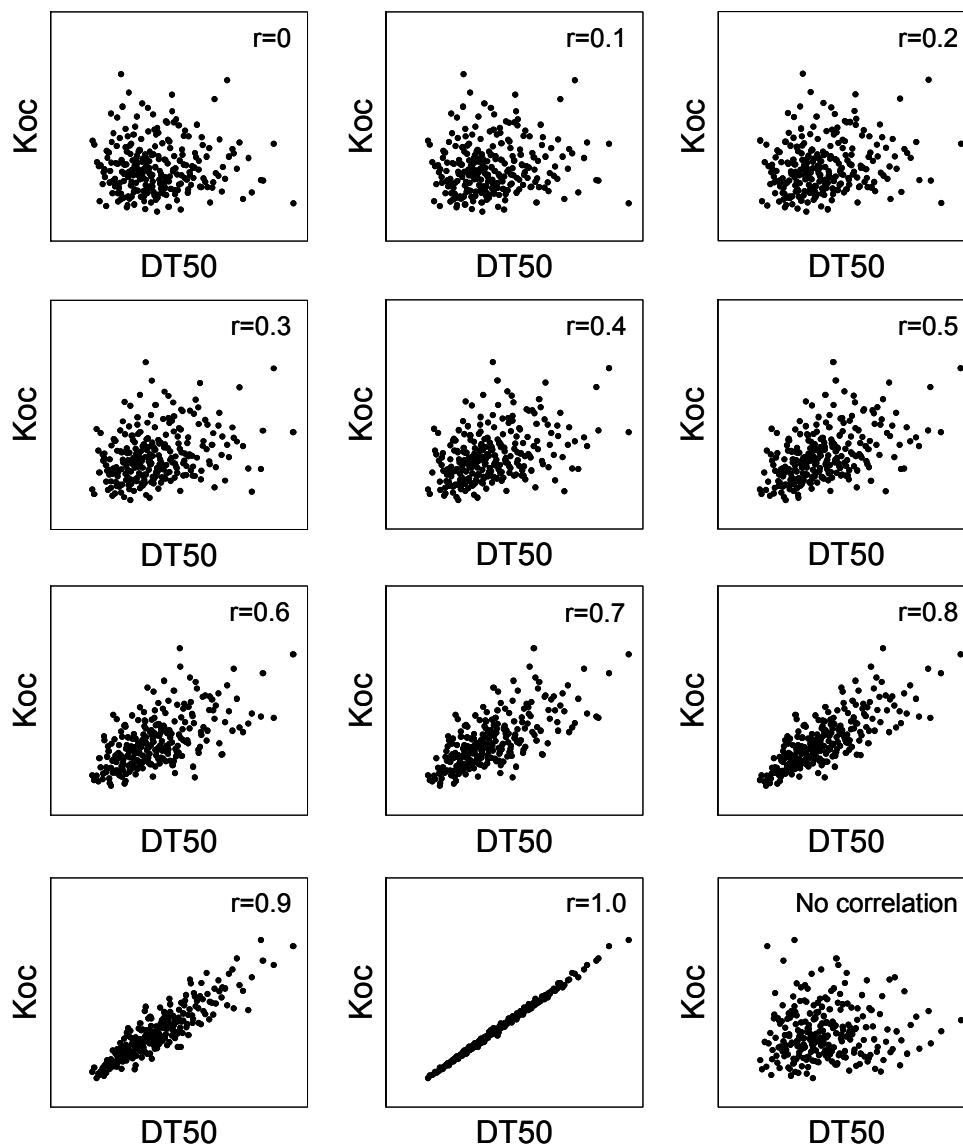 r=0
Koc
DT50
r=0.1
Koc
DT50
r=0.2
Koc
DT50
r=0.3
Koc
DT50
r=0.4
Koc
DT50
r=0.5
Koc
DT50
r=0.6
Koc
DT50
r=0.7
Koc
DT50
r=0.8
Koc
DT50
r=0.9
Koc
DT50
r=1.0
Koc
DT50
No correlation
Koc
DT50